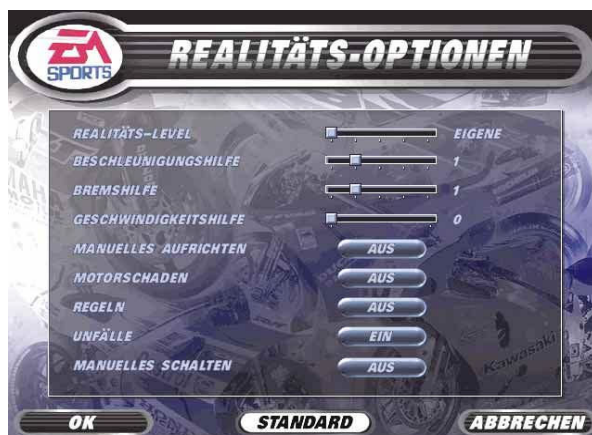 EA
SPORTS
REALITÄTS-OPTIONEN
REALITÄTS-LEVEL EIGENE
BESCHLEUNIGUNGSHILFE 1
BREMSHILFE 1
GESCHWINDIGKEITSHILFE 0
MANUELLES AUFRICHTEN AUS
MOTORSCHADEN AUS
REGELN AUS
UNFÄLLE EIN
MANUELLES SCHALTEN AUS
Kawasaki
OK STANDARD ABBRECHEN